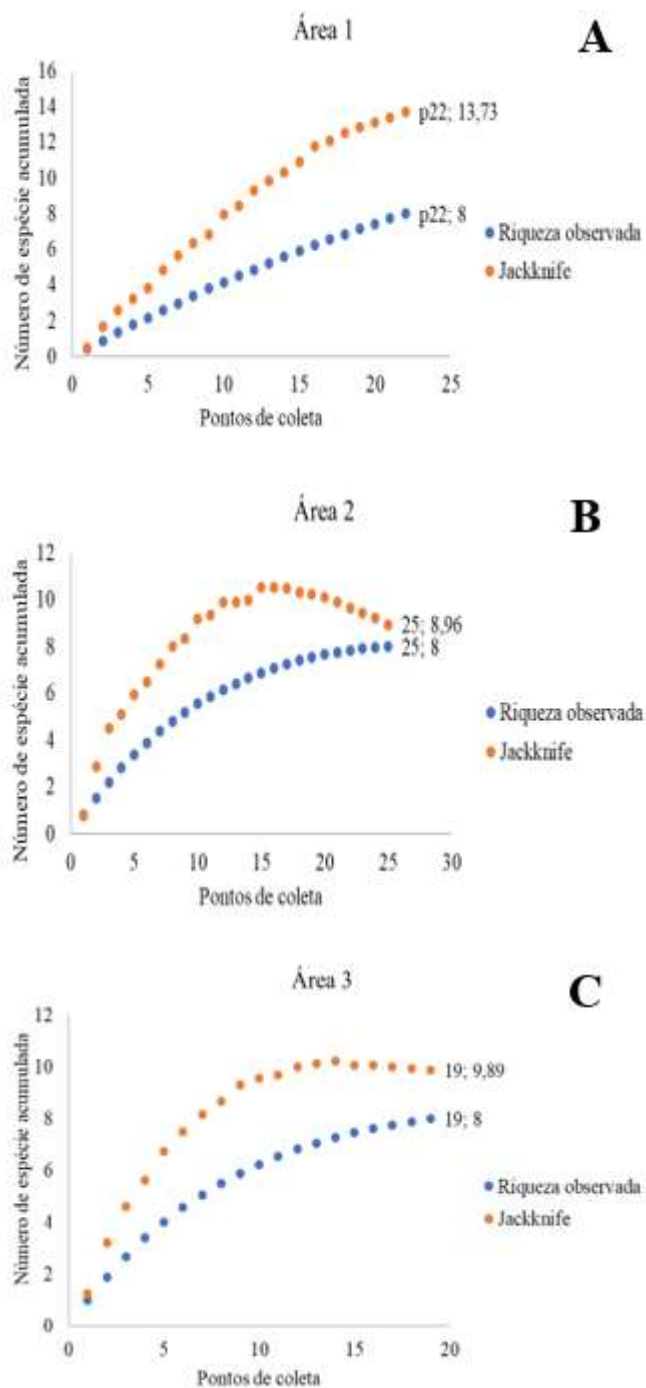 Área 1
A
Número de espécie acumulada
16
14
12
10
8
6
4
2
0
p22; 13,73
p22; 8
Riqueza observada
Jackknife
0 5 10 15 20 25
Pontos de coleta
Área 2
B
Número de espécie acumulada
12
10
8
6
4
2
0
25; 8,96
25; 8
Riqueza observada
Jackknife
0 5 10 15 20 25 30
Pontos de coleta
Área 3
C
Número de espécie acumulada
12
10
8
6
4
2
0
19; 9,89
19; 8
Riqueza observada
Jackknife
0 5 10 15 20
Pontos de coleta